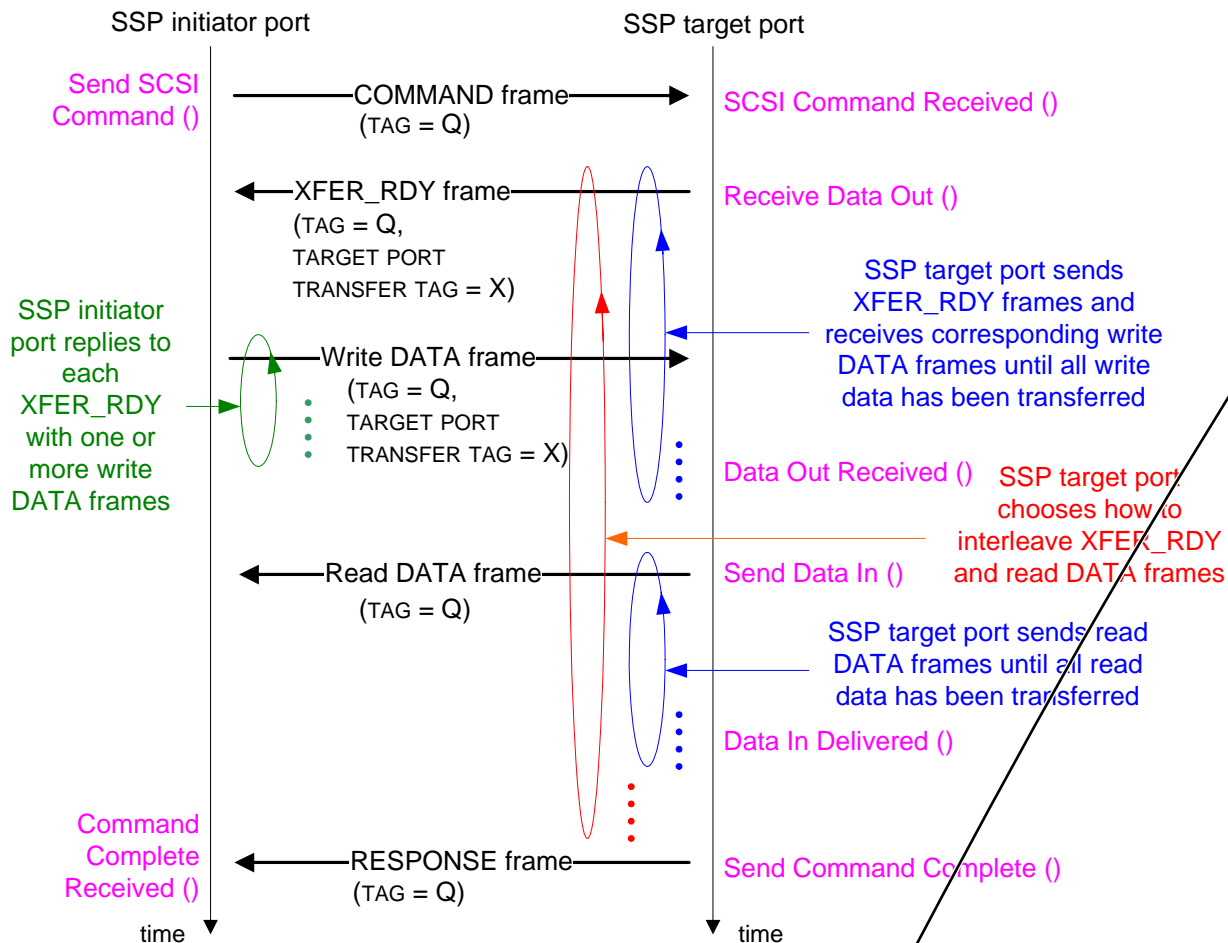 SSP initiator port
SSP target port
Send SCSI
Command ()
COMMAND frame
(TAG = Q)
SCSI Command Received ()
XFER_RDY frame
(TAG = Q,
TARGET PORT
TRANSFER TAG = X)
Receive Data Out ()
SSP target port sends
XFER_RDY frames and
receives corresponding write
DATA frames until all write
data has been transferred
SSP initiator
port replies to
each
XFER_RDY
with one or
more write
DATA frames
Write DATA frame
(TAG = Q,
TARGET PORT
TRANSFER TAG = X)
Data Out Received ()
SSP target port
chooses how to
interleave XFER_RDY
and read DATA frames
Read DATA frame
(TAG = Q)
Send Data In ()
SSP target port sends read
DATA frames until all read
data has been transferred
Data In Delivered ()
Command
Complete
Received ()
RESPONSE frame
(TAG = Q)
Send Command Complete ()
time
time